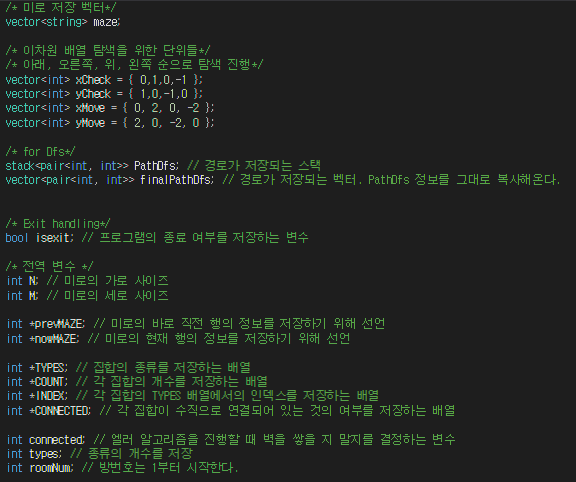 /* 미로 저장 벡터*/
vector<string> maze;
/* 이차원 배열 탐색을 위한 단위들*/
/* 아래, 오른쪽, 위, 왼쪽 순으로 탐색 진행*/
vector<int> xCheck = { 0,1,0,-1 };
vector<int> yCheck = { 1,0,-1,0 };
vector<int> xMove = { 0, 2, 0, -2 };
vector<int> yMove = { 2, 0, -2, 0 };
/* for Dfs*/
stack<pair<int, int>> PathDfs; // 경로가 저장되는 스택
vector<pair<int, int>> finalPathDfs; // 경로가 저장되는 벡터. PathDfs 정보를 그대로 복사해온다.
/* Exit handling*/
bool isexit; // 프로그램의 종료 여부를 저장하는 변수
/* 전역 변수 */
int N; // 미로의 가로 사이즈
int M; // 미로의 세로 사이즈
int *prevMAZE; // 미로의 바로 직전 행의 정보를 저장하기 위해 선언
int *nowMAZE; // 미로의 현재 행의 정보를 저장하기 위해 선언
int *TYPES; // 집합의 종류를 저장하는 배열
int *COUNT; // 각 집합의 개수를 저장하는 배열
int *INDEX; // 각 집합의 TYPES 배열에서의 인덱스를 저장하는 배열
int *CONNECTED; // 각 집합이 수직으로 연결되어 있는 것의 여부를 저장하는 배열
int connected; // 엘러 알고리즘을 진행할 때 벽을 쌓을 지 말지를 결정하는 변수
int types; // 종류의 개수를 저장
int roomNum; // 방번호는 1부터 시작한다.